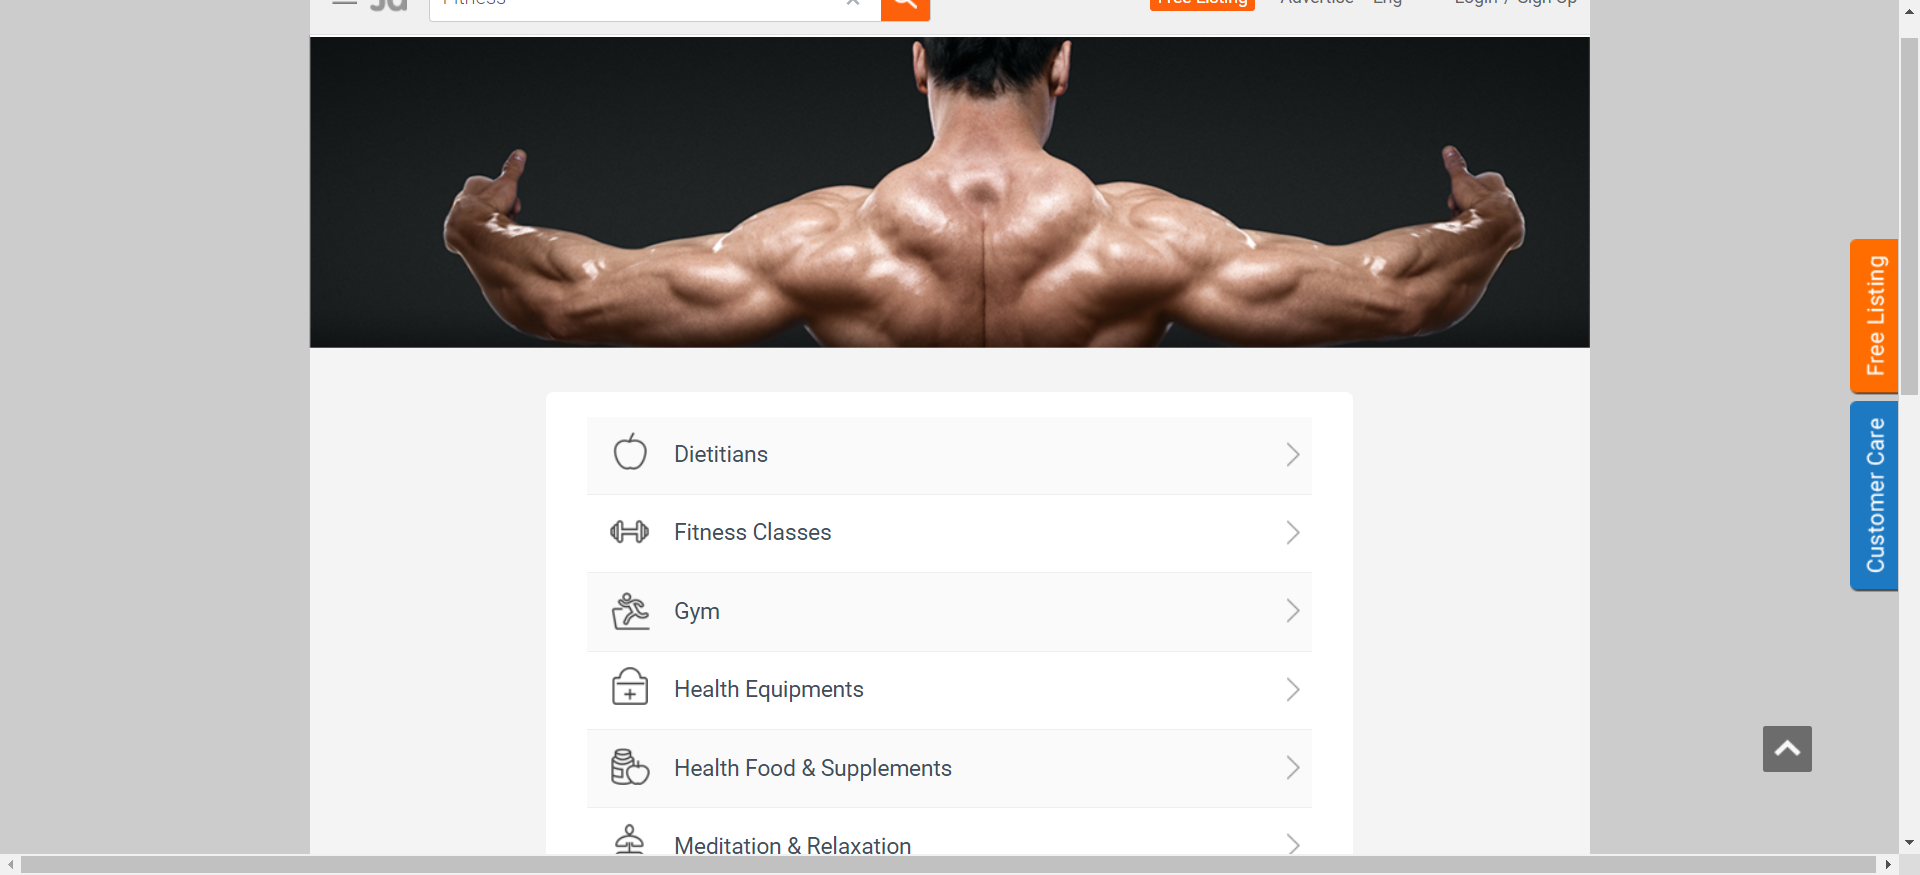 Jd
Fitness
Free Listing
Advertise
Eng
Login / Sign Up
Dietitians
Fitness Classes
Gym
Health Equipments
Health Food & Supplements
Meditation & Relaxation
Free Listing
Customer Care